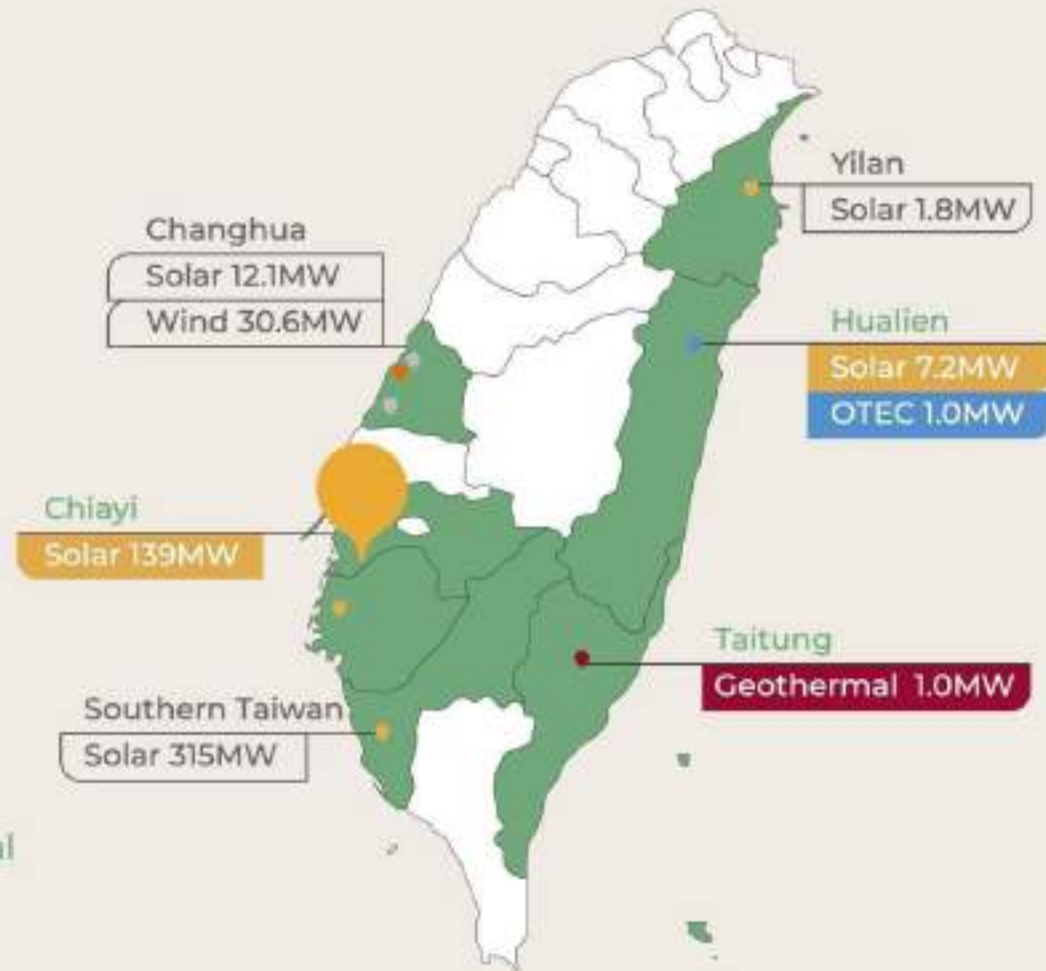 Yilan
Solar 1.8MW
Changhua
Solar 12.1MW
Wind 30.6MW
Hualien
Solar 7.2MW
OTEC 1.0MW
Chiayi
Solar 139MW
Taitung
Geothermal 1.0MW
Southern Taiwan
Solar 315MW